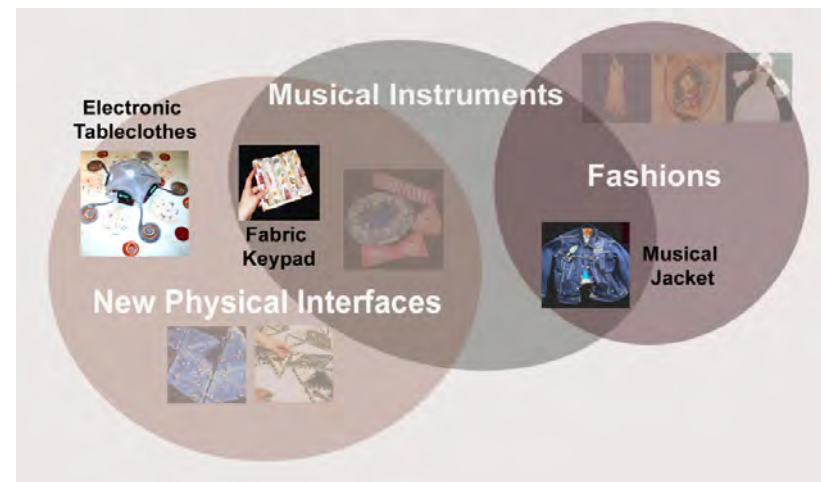 Musical Instruments
Electronic
Tableclothes
Fashions
Fabric
Keypad
Musical
Jacket
New Physical Interfaces